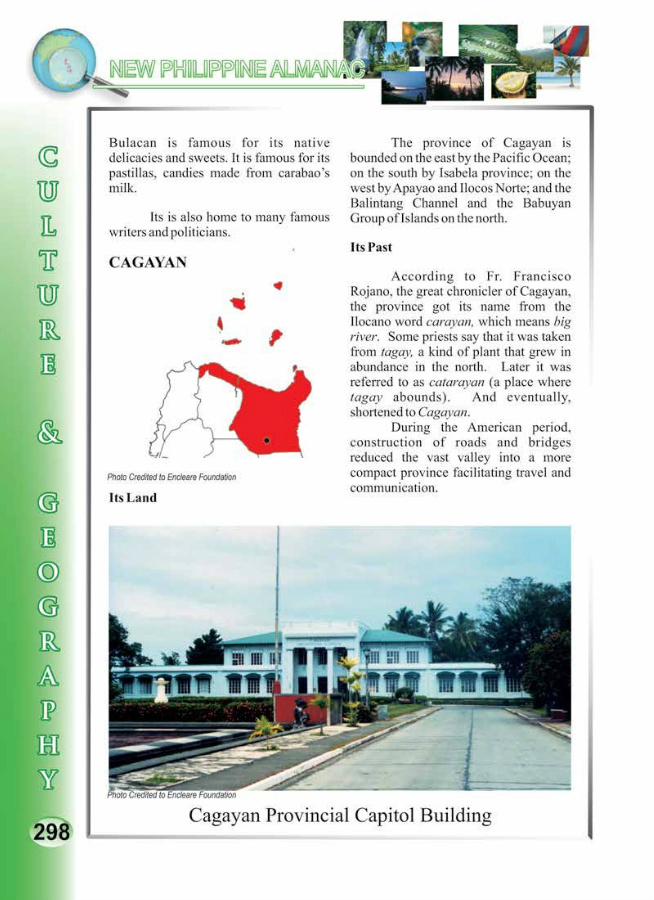 NEW PHILIPPINE ALMANAC
CULTURE & GEOGRAPHY
Bulacan is famous for its native
delicacies and sweets. It is famous for its
pastillas, candies made from carabao's
milk.
Its is also home to many famous
writers and politicians.
CAGAYAN
Photo Credited to Encleare Foundation
Its Land
The province of Cagayan is
bounded on the east by the Pacific Ocean;
on the south by Isabela province; on the
west by Apayao and Ilocos Norte; and the
Balintang Channel and the Babuyan
Group of Islands on the north.
Its Past
According to Fr. Francisco
Rojano, the great chronicler of Cagayan,
the province got its name from the
Ilocano word carayan, which means big
river. Some priests say that it was taken
from tagay, a kind of plant that grew in
abundance in the north. Later it was
referred to as catarayan (a place where
tagay abounds). And eventually,
shortened to Cagayan.
During the American period,
construction of roads and bridges
reduced the vast valley into a more
compact province facilitating travel and
communication.
Photo Credited to Encleare Foundation
Cagayan Provincial Capitol Building
298